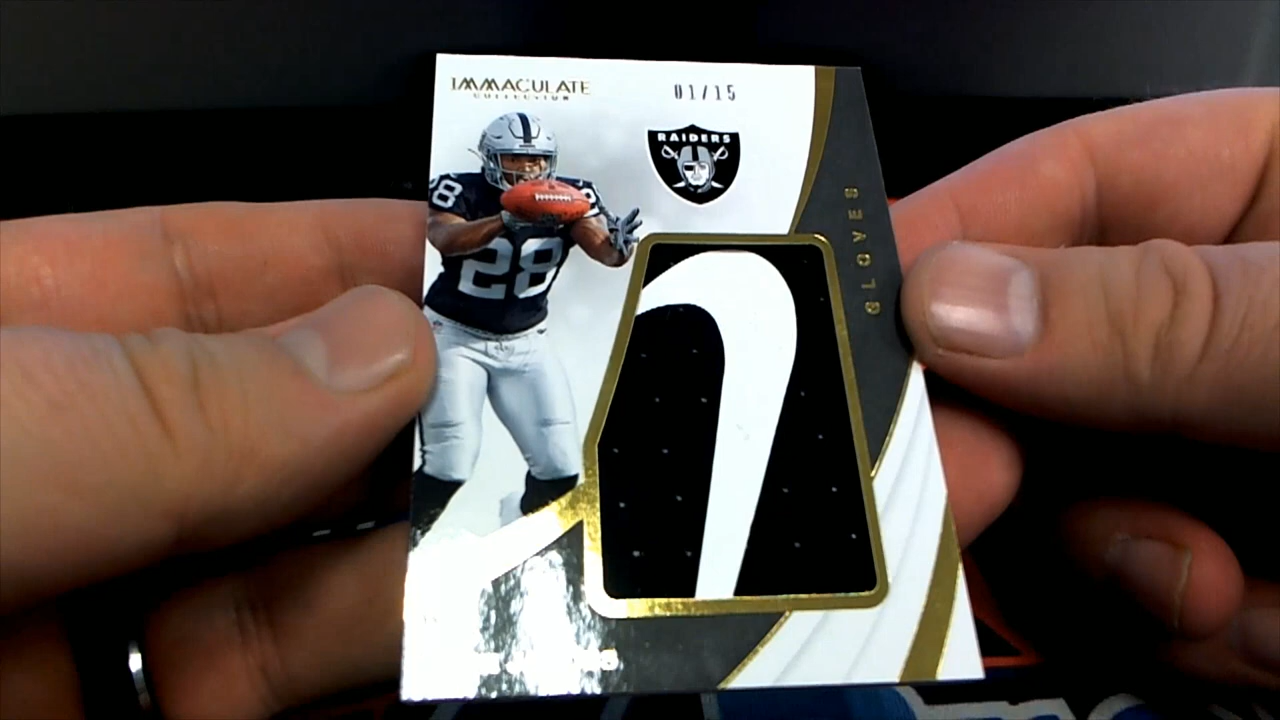 IMMACULATE
COLLECTION
01/15
RAIDERS
28
28
GLOVES